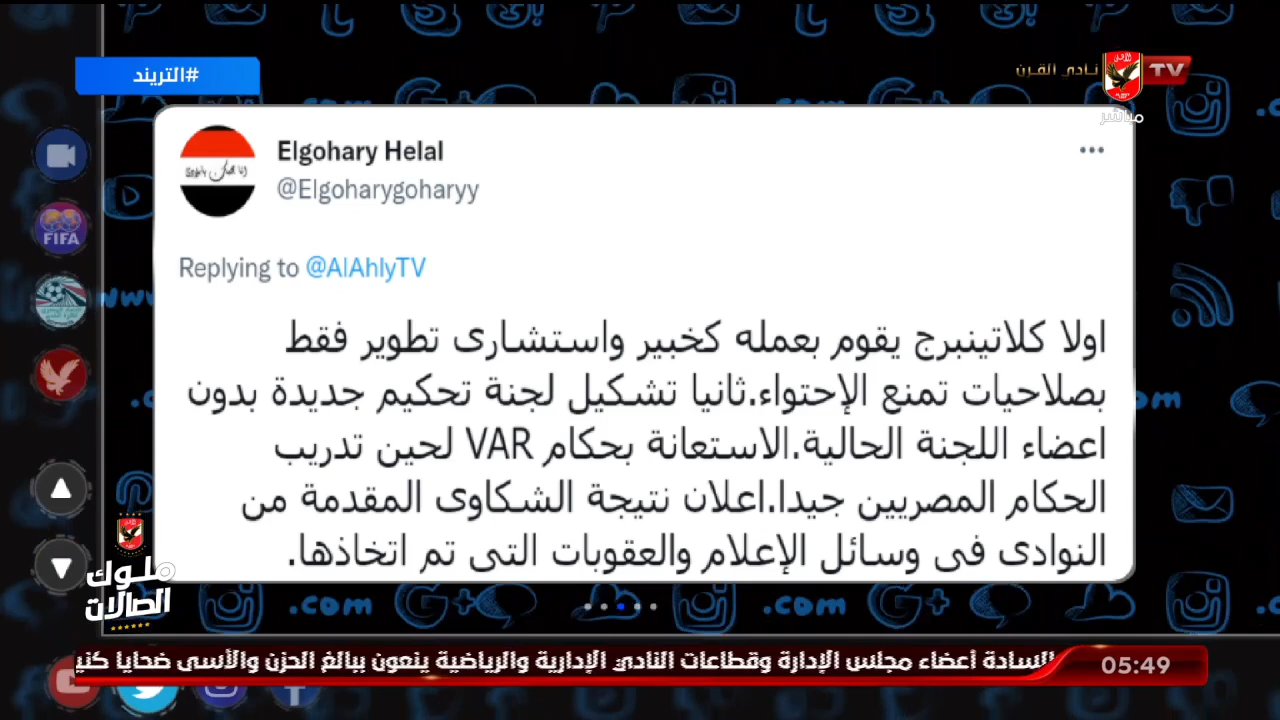 #التريند
نادي القرن
TV
مباشر
Elgohary Helal
@Elgoharygoharyy
Replying to @AlAhlyTV
اولا كلاتينبرج يقوم بعمله كخبير واستشارى تطوير فقط
بصلاحيات تمنع الإحتواء.ثانيا تشكيل لجنة تحكيم جديدة بدون
اعضاء اللجنة الحالية.الاستعانة بحكام VAR لحين تدريب
الحكام المصريين جيدا.اعلان نتيجة الشكاوى المقدمة من
النوادى فى وسائل الإعلام والعقوبات التى تم اتخاذها.
FIFA
ملوك
الصالات
السادة أعضاء مجلس الإدارة وقطاعات النادي الإدارية والرياضية ينعون ببالغ الحزن والأسى ضحايا كني
05:49
.com
G+
.com
G+